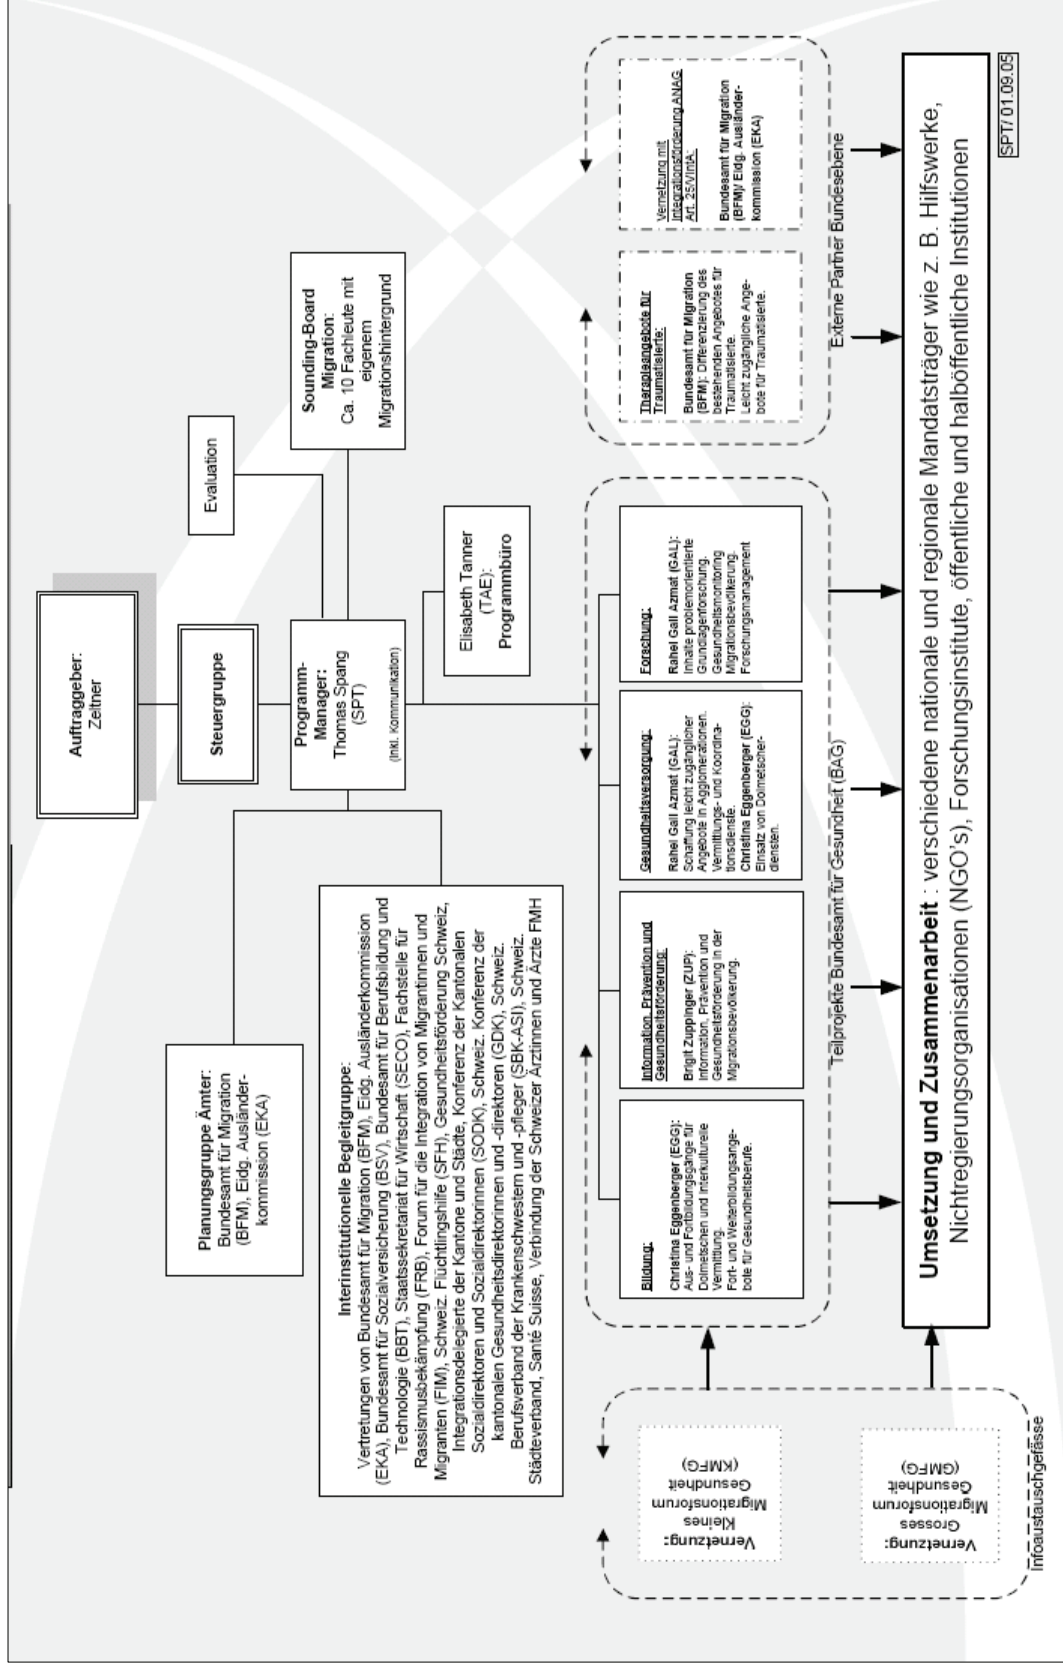 Auftraggeber:
Zeltner
Steuergruppe
Evaluation
Programm-
Manager:
Thomas Spang
(SPT)
(Inkl. Kommunikation)
Sounding-Board
Migration:
Ca. 10 Fachleute mit
eigenem
Migrationshintergrund
Planungsgruppe Ämter:
Bundesamt für Migration
(BFM), Eidg. Ausländer-
kommission (EKA)
Elisabeth Tanner
(TAE):
Programmbüro
Interinstitutionelle Begleitgruppe:
Vertretungen von Bundesamt für Migration (BFM), Eidg. Ausländerkommission
(EKA), Bundesamt für Sozialversicherung (BSV), Bundesamt für Berufsbildung und
Technologie (BBT), Staatssekretariat für Wirtschaft (SECO), Fachstelle für
Rassismusbekämpfung (FRB), Forum für die Integration von Migrantinnen und
Migranten (FIM), Schweiz. Flüchtlingshilfe (SFH), Gesundheitsförderung Schweiz,
Integrationsdelegierte der Kantone und Städte, Konferenz der Kantonalen
Sozialdirektoren und Sozialdirektorinnen (SODK), Schweiz. Konferenz der
kantonalen Gesundheitsdirektorinnen und -direktoren (GDK), Schweiz.
Berufsverband der Krankenschwestern und -pfleger (SBK-ASI), Schweiz.
Städteverband, Santé Suisse, Verbindung der Schweizer Ärztinnen und Ärzte FMH
Bildung:
Christina Eggenberger (EGG):
Aus- und Fortbildungsgänge für
Dolmetschen und Interkulturelle
Vermittlung.
Fort- und Weiterbildungsange-
bote für Gesundheitsberufe.
Information, Prävention und
Gesundheitsförderung:
Brigit Zuppinger (ZUP):
Information, Prävention und
Gesundheitsförderung in der
Migrationsbevölkerung.
Gesundheitsversorgung:
Rahel Gall Azmat (GAL):
Schaffung leicht zugänglicher
Angebote in Agglomerationen.
Vermittlungs- und Koordina-
tionsdienste.
Christina Eggenberger (EGG):
Einsatz von Dolmetscher-
diensten.
Forschung:
Rahel Gall Azmat (GAL):
Inhalte problemorientierte
Grundlagenforschung.
Gesundheitsmonitoring
Migrationsbevölkerung.
Forschungsmanagement
Therapieangebote für
Traumatisierte:
Bundesamt für Migration
(BFM): Differenzierung des
bestehenden Angebotes für
Traumatisierte.
Leicht zugängliche Ange-
bote für Traumatisierte.
Vernetzung mit
Integrationsförderung ANAG
Art. 25/VIntA:
Bundesamt für Migration
(BFM)/ Eidg. Ausländer-
kommission (EKA)
Teilprojekte Bundesamt für Gesundheit (BAG)
Externe Partner Bundesebene
Vernetzung:
Kleines
Migrationsforum
Gesundheit
(KMFG)
Vernetzung:
Grosses
Migrationsforum
Gesundheit
(GMFG)
Infoaustauschgefässe
Umsetzung und Zusammenarbeit : verschiedene nationale und regionale Mandatsträger wie z. B. Hilfswerke,
Nichtregierungsorganisationen (NGO's), Forschungsinstitute, öffentliche und halböffentliche Institutionen
SPT/ 01.09.05